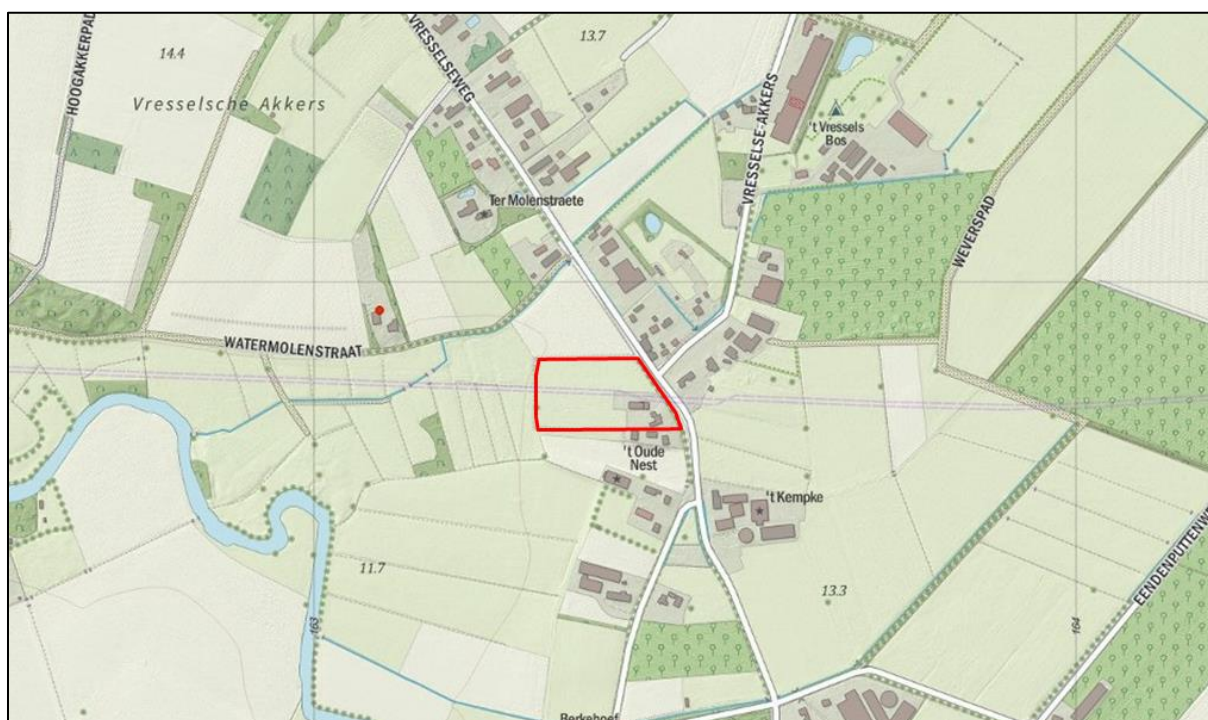 HOOGAKKERPAD
14.4
Vresselsche Akkers
VRESSELSEWEG
13.7
VRESSELSE-AKKERS
't Vressels
Bos
Ter Molenstraete
WEVERSPAD
WATERMOLENSTRAAT
't Oude
Nest
't Kempke
11.7
13.3
163
164
EENDENPUTTENWE
Berkehoef